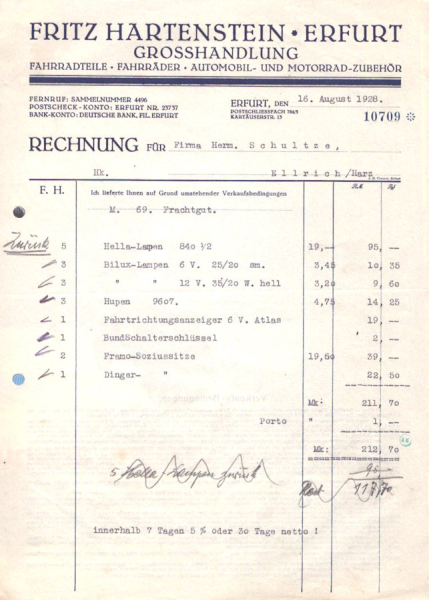 FRITZ HARTENSTEIN • ERFURT
GROSSHANDLUNG
FAHRRADTEILE • FAHRRÄDER • AUTOMOBIL- UND MOTORRAD-ZUBEHÖR
FERNRUF: SAMMELNUMMER 4496
POSTSCHECK-KONTO: ERFURT NR. 23737
BANK-KONTO: DEUTSCHE BANK, FIL. ERFURT
ERFURT, DEN 16. August 1928.
POSTSCHLIESSFACH 784/5
KARTÄUSERSTR. 13
10709
RECHNUNG FÜR Firma Herm. Schultze,
Hk. Ellrich/Harz
F. H. Ich lieferte Ihnen auf Grund umstehender Verkaufsbedingungen
M. 69. Frachtgut.
Zurück 5 Hella-Lampen 840 ½ 19,-- 95, --
3 Bilux-Lampen 6 V. 25/20 mm. 3,45 10 35
3 " " 12 V. 35/20 W. hell 3,20 9 60
3 Hupen 9607. 4,75 14 25
1 Fahrtrichtungsanzeiger 6 V. Atlas 19, --
1 BundSchalterschlüssel 2, --
2 Framo-Soziussitze 19,50 39, --
1 Dinger- " 22, 50
Mk: 211, 70
Porto " 1, --
Mk: 212, 70
5 Hella Lampen Zurück 95 --
117,70
innerhalb 7 Tagen 5 % oder 30 Tage netto !